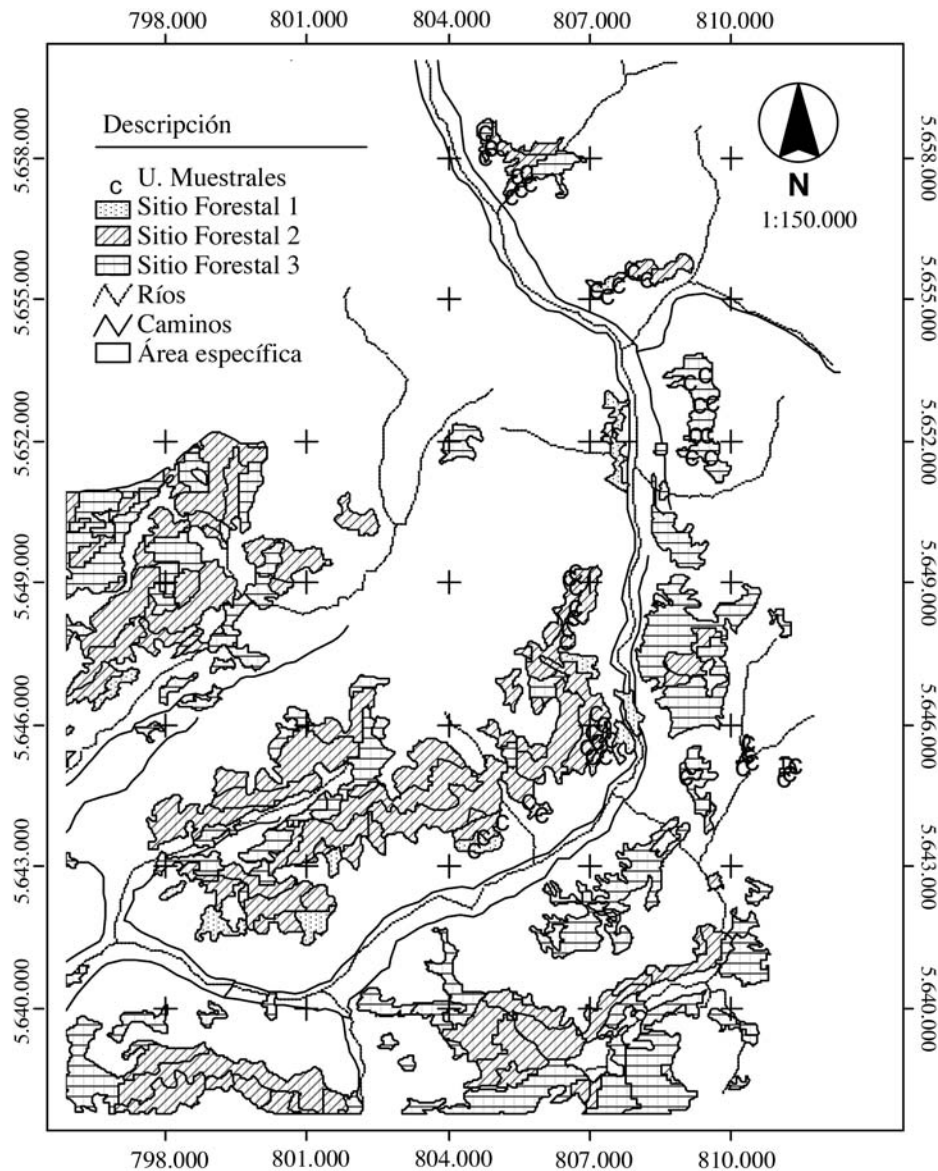 798.000 801.000 804.000 807.000 810.000
Descripción
C U. Muestrales
Sitio Forestal 1
Sitio Forestal 2
Sitio Forestal 3
Ríos
Caminos
Área específica
N
1:150.000
5.658.000 5.658.000
5.655.000 5.655.000
5.652.000 5.652.000
5.649.000 5.649.000
5.646.000 5.646.000
5.643.000 5.643.000
5.640.000 5.640.000
798.000 801.000 804.000 807.000 810.000